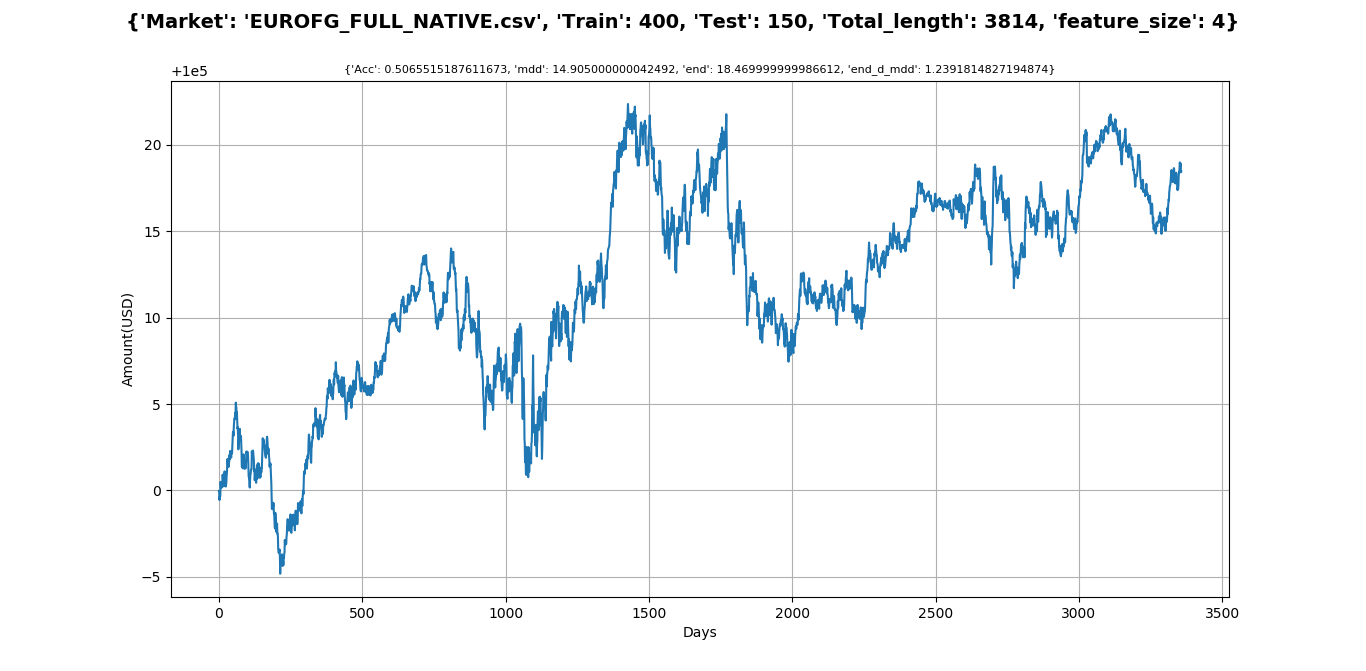 {'Market': 'EUROFG_FULL_NATIVE.csv', 'Train': 400, 'Test': 150, 'Total_length': 3814, 'feature_size': 4}
{'Acc': 0.5065515187611673, 'mdd': 14.905000000042492, 'end': 18.469999999986612, 'end_d_mdd': 1.2391814827194874}
+1e5
20
15
10
5
0
−5
Amount(USD)
0 500 1000 1500 2000 2500 3000 3500
Days